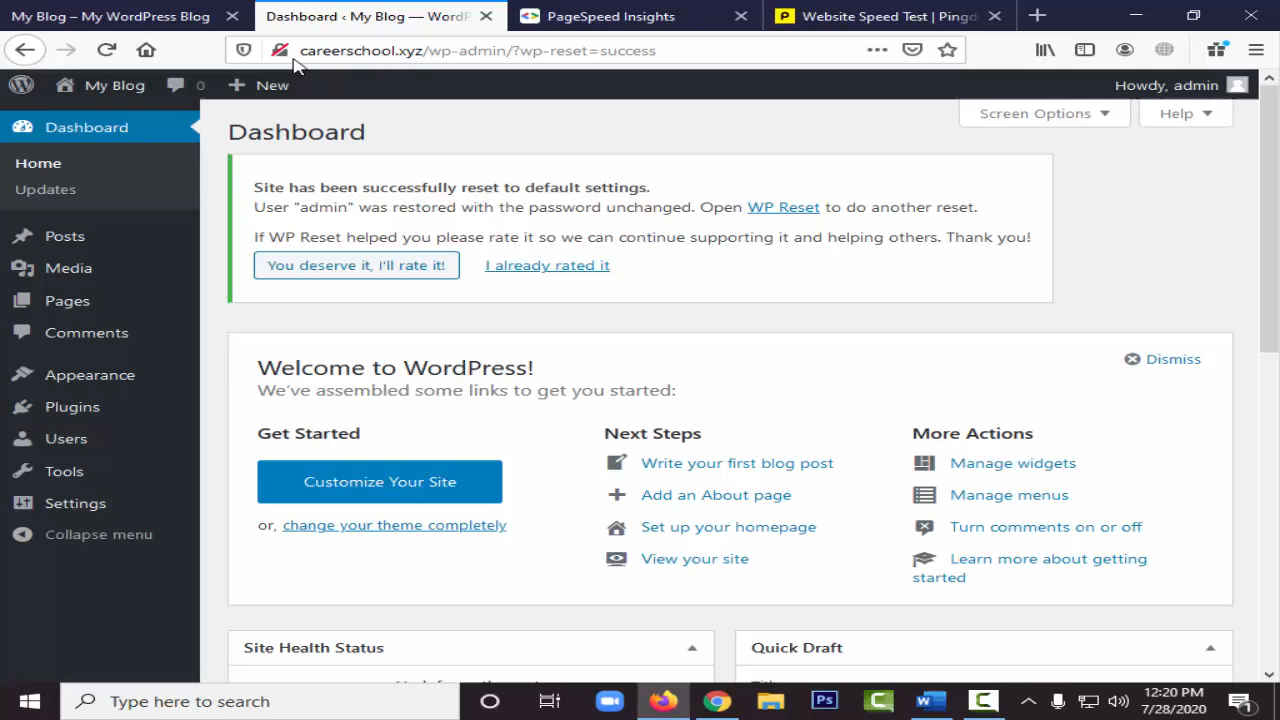 My Blog – My WordPress Blog
Dashboard ‹ My Blog — WordP
PageSpeed Insights
Website Speed Test | Pingd
careerschool.xyz/wp-admin/?wp-reset=success
My Blog
0
New
Howdy, admin
Dashboard
Home
Updates
Posts
Media
Pages
Comments
Appearance
Plugins
Users
Tools
Settings
Collapse menu
Screen Options
Help
Dashboard
Site has been successfully reset to default settings.
User "admin" was restored with the password unchanged. Open WP Reset to do another reset.
If WP Reset helped you please rate it so we can continue supporting it and helping others. Thank you!
You deserve it, I'll rate it!
I already rated it
Welcome to WordPress!
We've assembled some links to get you started:
Dismiss
Get Started
Customize Your Site
or, change your theme completely
Next Steps
Write your first blog post
Add an About page
Set up your homepage
View your site
More Actions
Manage widgets
Manage menus
Turn comments on or off
Learn more about getting
started
Site Health Status
Quick Draft
Type here to search
Ps
12:20 PM
7/28/2020
1